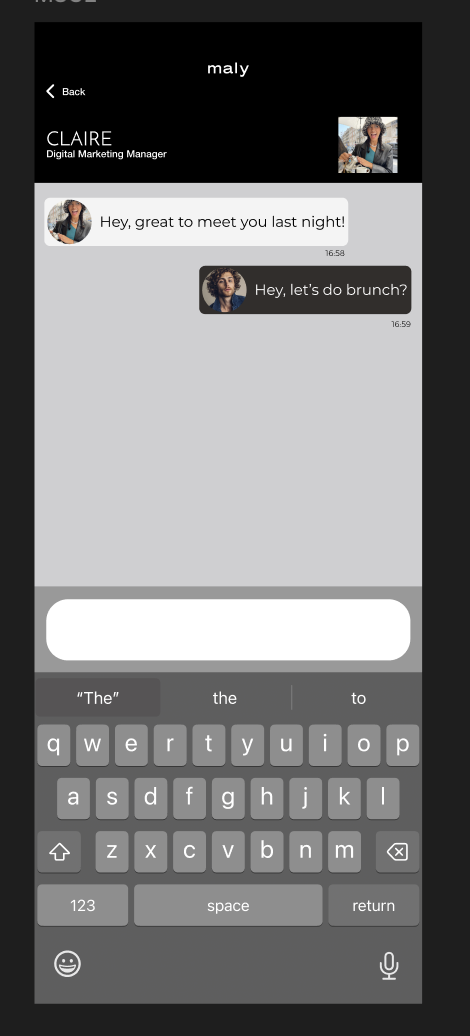 maly
Back
CLAIRE
Digital Marketing Manager
Hey, great to meet you last night!
16:58
Hey, let's do brunch?
16:59
"The" the to
q w e r t y u i o p
a s d f g h j k l
z x c v b n m
123 space return